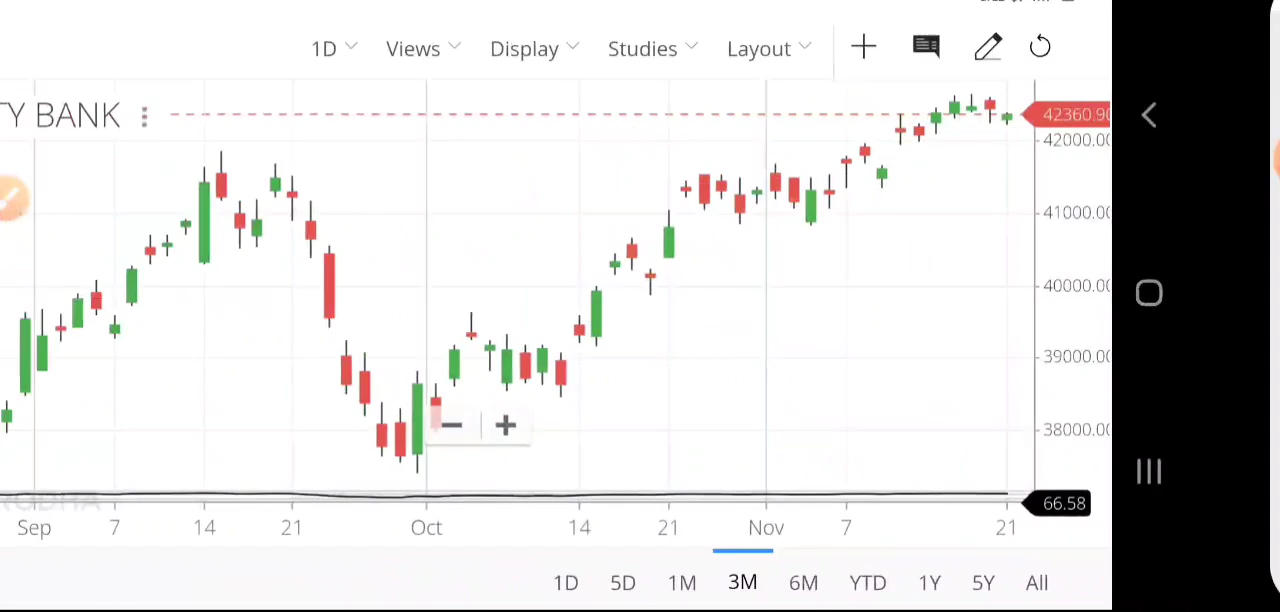 1D Views Display Studies Layout
TY BANK
42360.90
42000.00
41000.00
40000.00
39000.00
38000.00
66.58
Sep 7 14 21 Oct 14 21 Nov 7 21
1D 5D 1M 3M 6M YTD 1Y 5Y All